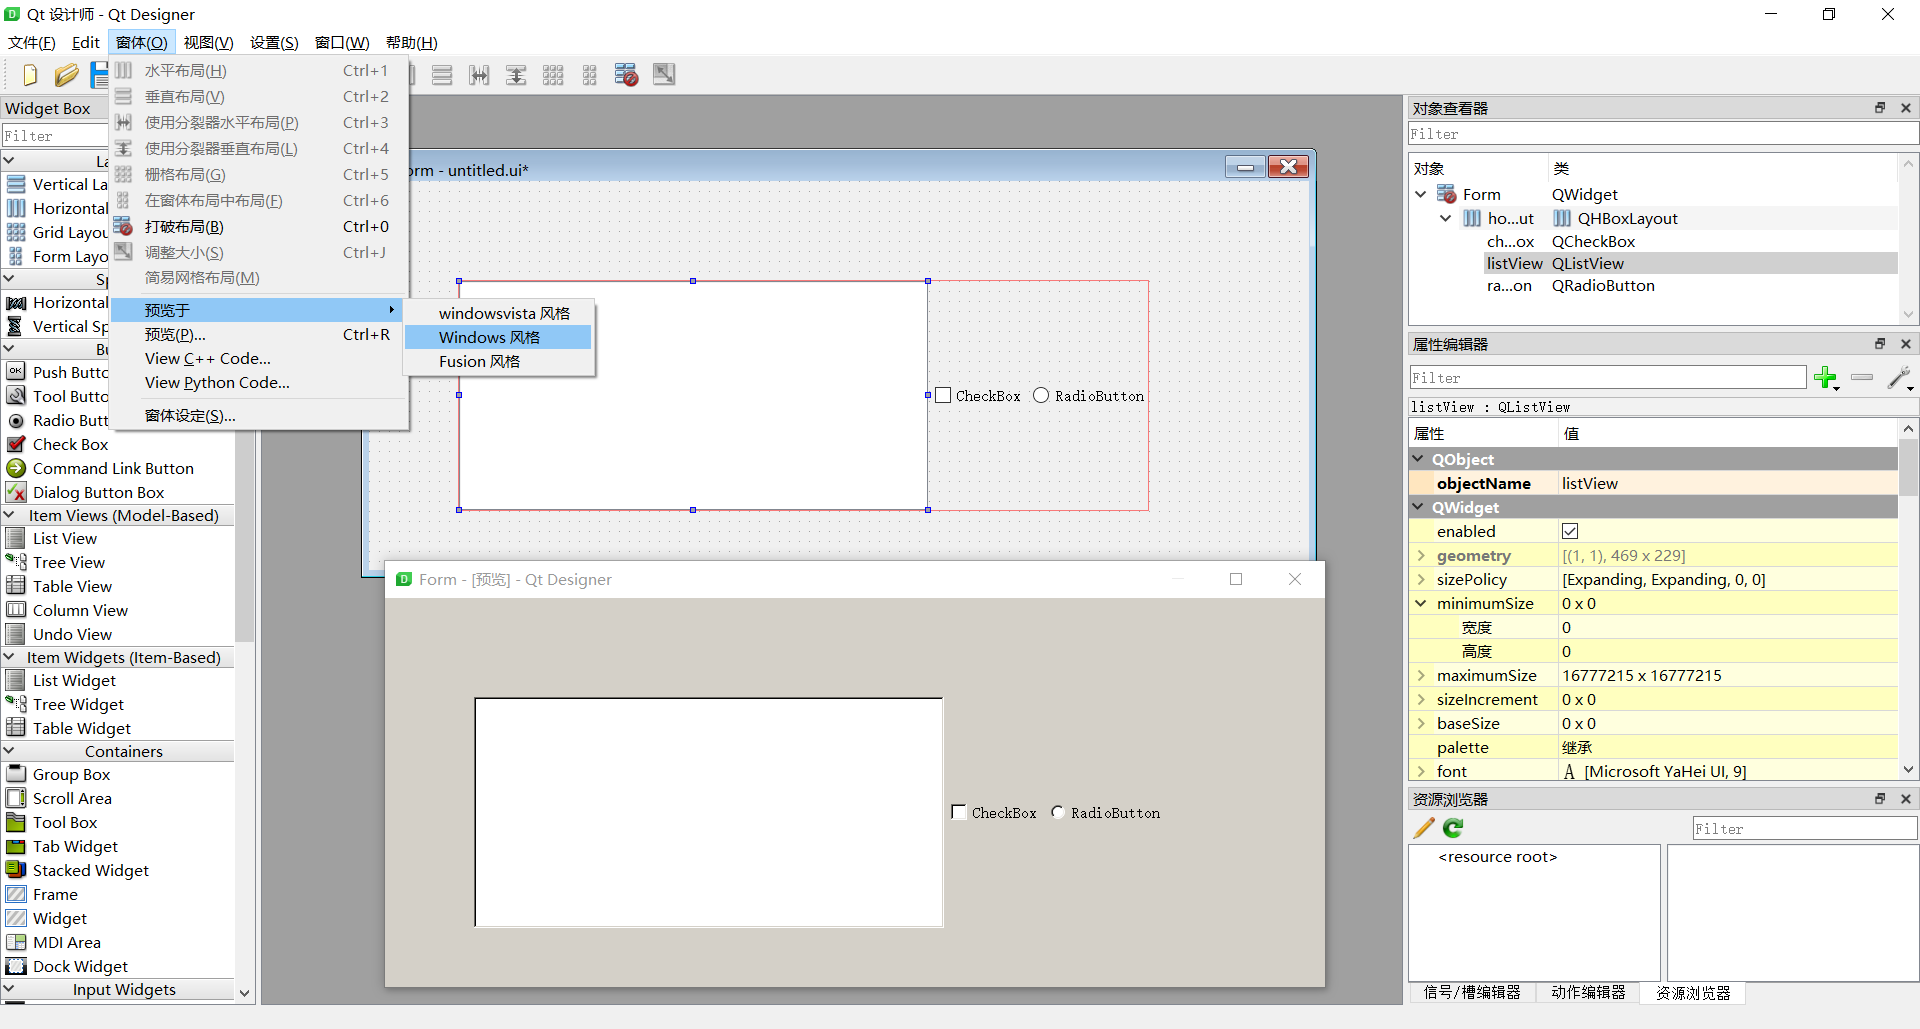 Qt 设计师 - Qt Designer
文件(F) Edit 窗体(O) 视图(V) 设置(S) 窗口(W) 帮助(H)
水平布局(H) Ctrl+1
垂直布局(V) Ctrl+2
使用分裂器水平布局(P) Ctrl+3
使用分裂器垂直布局(L) Ctrl+4
栅格布局(G) Ctrl+5
在窗体布局中布局(F) Ctrl+6
打破布局(B) Ctrl+0
调整大小(S) Ctrl+J
简易网格布局(M)
预览于
预览(P)... Ctrl+R
View C++ Code...
View Python Code...
窗体设定(S)...
windowsvista 风格
Windows 风格
Fusion 风格
Widget Box
Filter
La
Vertical La
Horizontal
Grid Layou
Form Layo
Sp
Horizontal
Vertical Sp
Bu
Push Butto
Tool Butto
Radio Butt
Check Box
Command Link Button
Dialog Button Box
Item Views (Model-Based)
List View
Tree View
Table View
Column View
Undo View
Item Widgets (Item-Based)
List Widget
Tree Widget
Table Widget
Containers
Group Box
Scroll Area
Tool Box
Tab Widget
Stacked Widget
Frame
Widget
MDI Area
Dock Widget
Input Widgets
orm - untitled.ui*
CheckBox RadioButton
Form - [预览] - Qt Designer
CheckBox RadioButton
对象查看器
Filter
对象 类
Form QWidget
ho...ut QHBoxLayout
ch...ox QCheckBox
listView QListView
ra...on QRadioButton
属性编辑器
Filter
listView : QListView
属性 值
QObject
objectName listView
QWidget
enabled
geometry [(1, 1), 469 x 229]
sizePolicy [Expanding, Expanding, 0, 0]
minimumSize 0 x 0
宽度 0
高度 0
maximumSize 16777215 x 16777215
sizeIncrement 0 x 0
baseSize 0 x 0
palette 继承
font A [Microsoft YaHei UI, 9]
资源浏览器
Filter
<resource root>
信号/槽编辑器 动作编辑器 资源浏览器